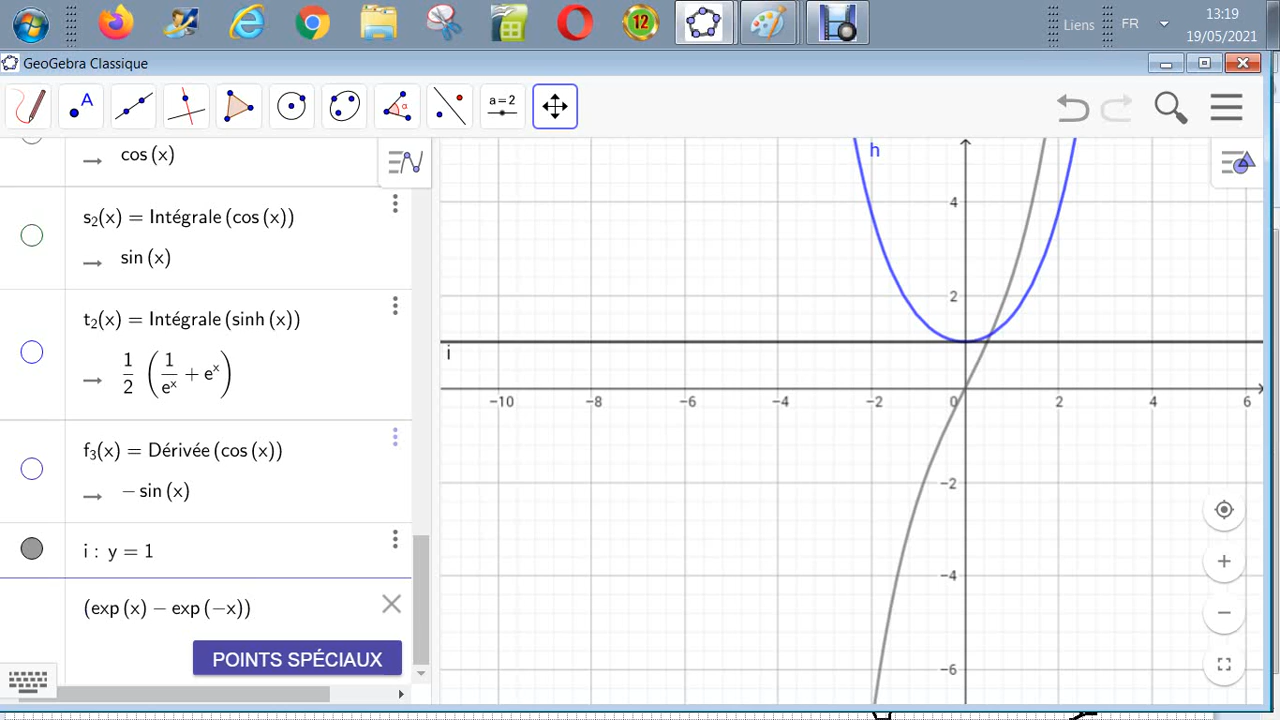 12
Liens
FR
13:19
19/05/2021
GeoGebra Classique
A
α
a=2
cos (x)
s₂(x) = Intégrale (cos (x))
→ sin (x)
t₂(x) = Intégrale (sinh (x))
→ 1/2 (1/eˣ + eˣ)
f₃(x) = Dérivée (cos (x))
→ − sin (x)
i : y = 1
(exp (x) − exp (−x))
POINTS SPÉCIAUX
h
i
4
2
−10 −8 −6 −4 −2 0 2 4 6
−2
−4
−6